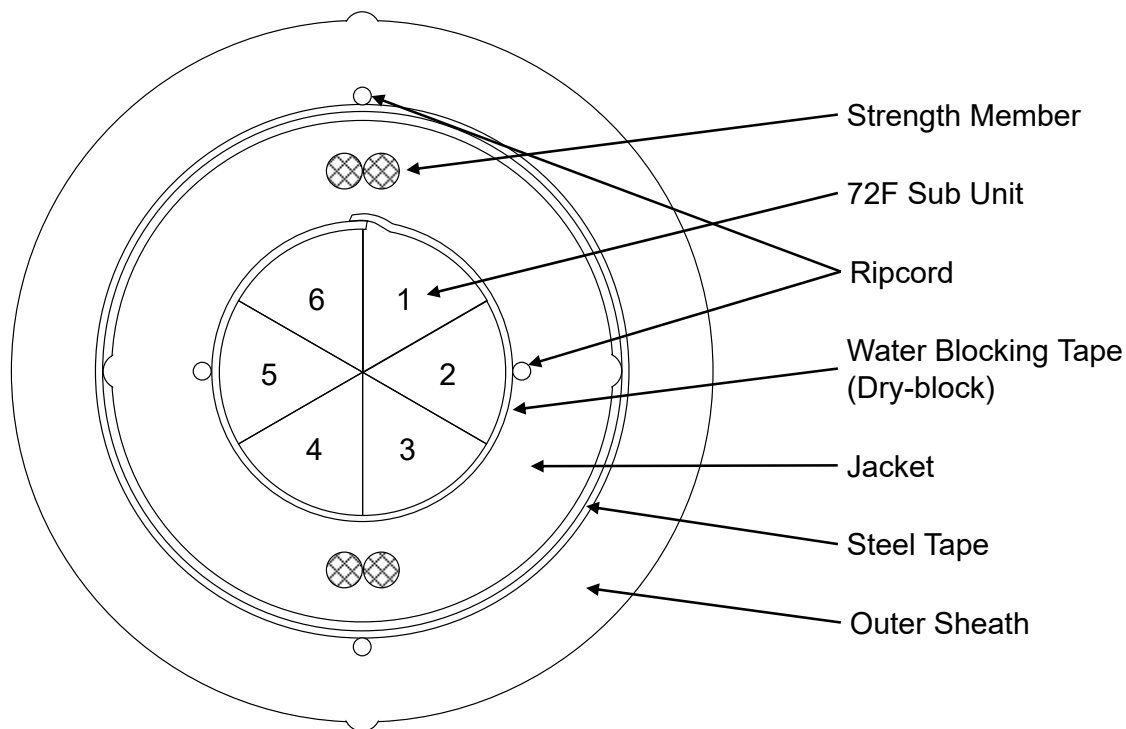 Strength Member
72F Sub Unit
Ripcord
Water Blocking Tape
(Dry-block)
Jacket
Steel Tape
Outer Sheath
6 1
5 2
4 3